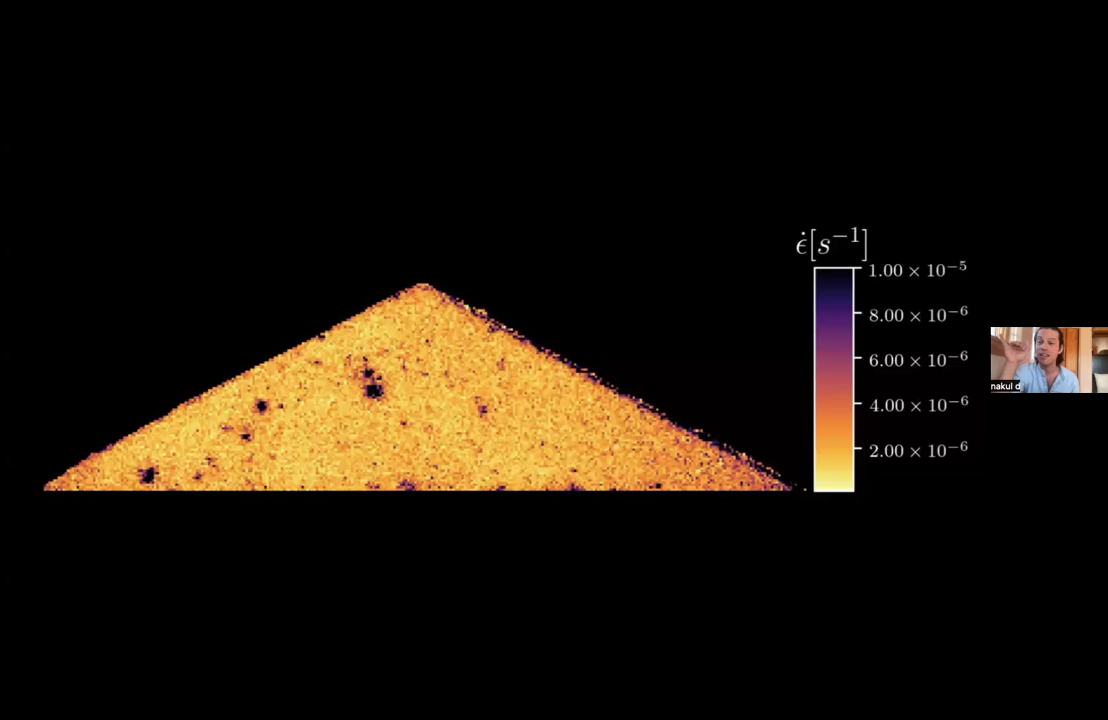 ϵ̇[s⁻¹]
1.00 × 10⁻⁵
8.00 × 10⁻⁶
6.00 × 10⁻⁶
4.00 × 10⁻⁶
2.00 × 10⁻⁶
nakul d